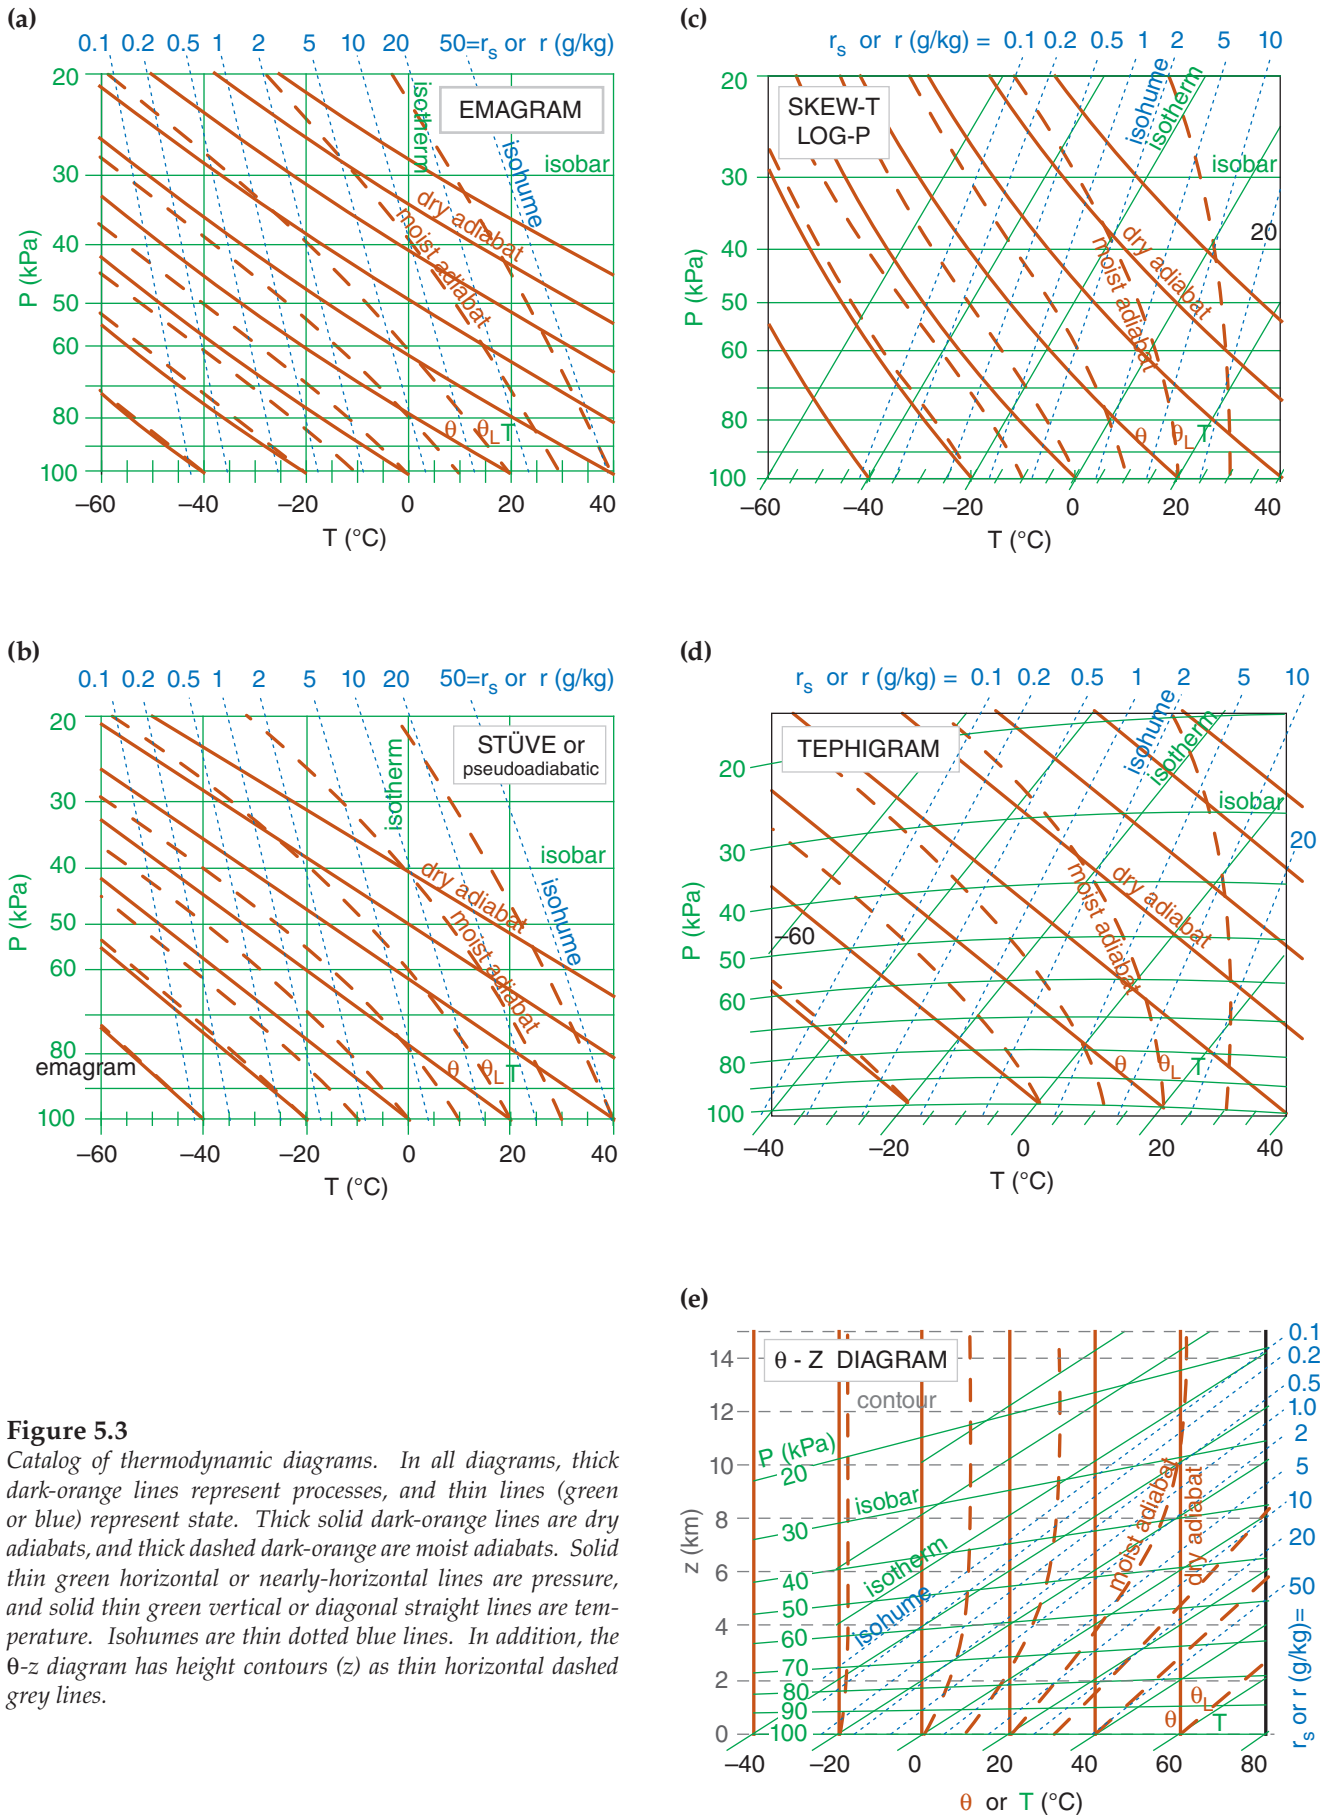 (a)
0.1 0.2 0.5 1 2 5 10 20 50=rs or r (g/kg)
EMAGRAM
isotherm
isobar
isohume
dry adiabat
moist adiabat
P (kPa)
20
30
40
50
60
80
100
θ θL T
–60 –40 –20 0 20 40
T (°C)
(c)
rs or r (g/kg) = 0.1 0.2 0.5 1 2 5 10
SKEW-T
LOG-P
isohume
isotherm
isobar
20
dry adiabat
moist adiabat
P (kPa)
20
30
40
50
60
80
100
θ θL T
–60 –40 –20 0 20 40
T (°C)
(b)
0.1 0.2 0.5 1 2 5 10 20 50=rs or r (g/kg)
STÜVE or
pseudoadiabatic
isotherm
isobar
isohume
dry adiabat
moist adiabat
P (kPa)
20
30
40
50
60
80
emagram
100
θ θL T
–60 –40 –20 0 20 40
T (°C)
(d)
rs or r (g/kg) = 0.1 0.2 0.5 1 2 5 10
TEPHIGRAM
isohume
isotherm
isobar
20
dry adiabat
moist adiabat
–60
P (kPa)
20
30
40
50
60
80
100
θ θL T
–40 –20 0 20 40
T (°C)
(e)
θ - Z DIAGRAM
contour
P (kPa)
20
30
40
50
60
70
80
90
100
isobar
isotherm
isohume
moist adiabat
dry adiabat
z (km)
14
12
10
8
6
4
2
0
0.1
0.2
0.5
1.0
2
5
10
20
50
rs or r (g/kg)=
θL
θ T
–40 –20 0 20 40 60 80
θ or T (°C)
Figure 5.3
Catalog of thermodynamic diagrams. In all diagrams, thick
dark-orange lines represent processes, and thin lines (green
or blue) represent state. Thick solid dark-orange lines are dry
adiabats, and thick dashed dark-orange are moist adiabats. Solid
thin green horizontal or nearly-horizontal lines are pressure,
and solid thin green vertical or diagonal straight lines are tem-
perature. Isohumes are thin dotted blue lines. In addition, the
θ-z diagram has height contours (z) as thin horizontal dashed
grey lines.